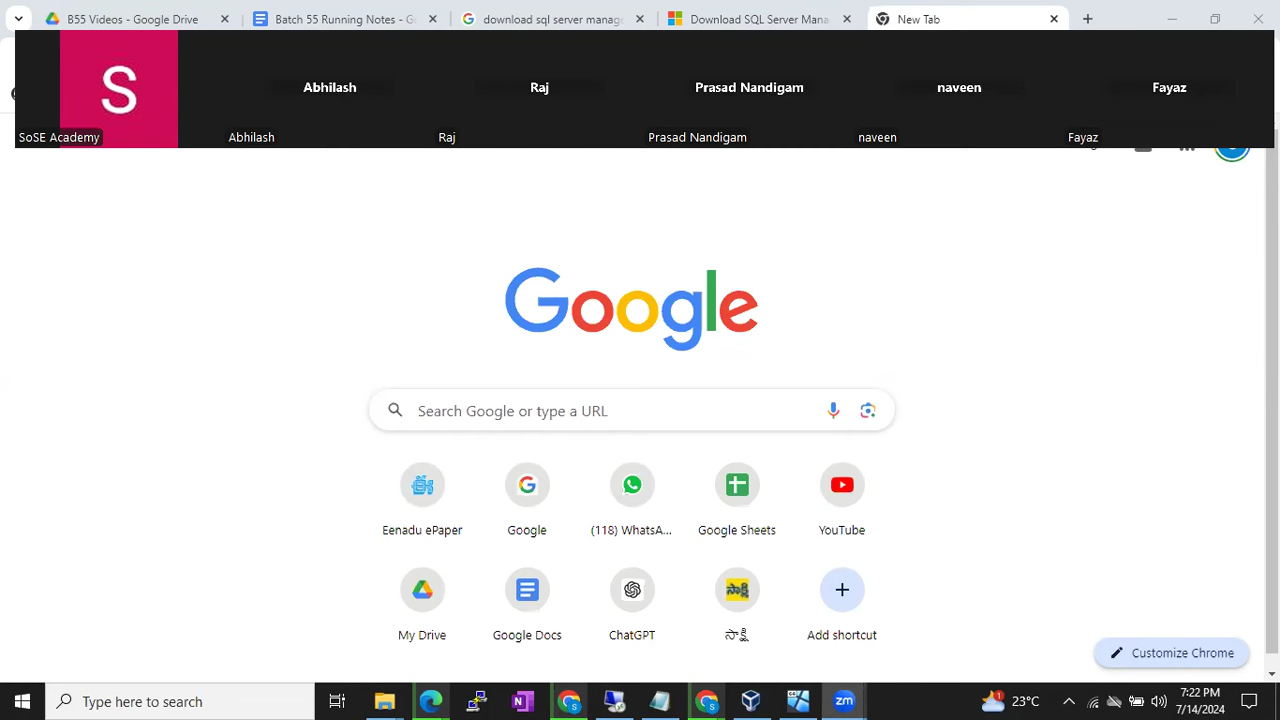 B55 Videos - Google Drive
Batch 55 Running Notes - G
download sql server manag
Download SQL Server Mana
New Tab
S
Abhilash
Raj
Prasad Nandigam
naveen
Fayaz
SoSE Academy
Abhilash
Raj
Prasad Nandigam
naveen
Fayaz
Google
Search Google or type a URL
Eenadu ePaper
Google
(118) WhatsA...
Google Sheets
YouTube
సాక్షి
My Drive
Google Docs
ChatGPT
సాక్షి
Add shortcut
Customize Chrome
Type here to search
zm
1
23°C
7:22 PM
7/14/2024